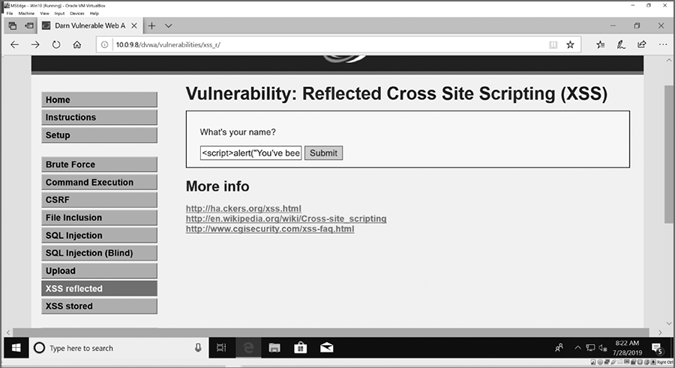 MSEdge - Win10 [Running] - Oracle VM VirtualBox
File Machine View Input Devices Help
Darn Vulnerable Web A
10.0.9.8/dvwa/vulnerabilities/xss_r/
Home
Instructions
Setup
Brute Force
Command Execution
CSRF
File Inclusion
SQL Injection
SQL Injection (Blind)
Upload
XSS reflected
XSS stored
Vulnerability: Reflected Cross Site Scripting (XSS)
What's your name?
<script>alert("You've bee Submit
More info
http://ha.ckers.org/xss.html
http://en.wikipedia.org/wiki/Cross-site_scripting
http://www.cgisecurity.com/xss-faq.html
Type here to search
8:22 AM
7/28/2019
Right Ctrl